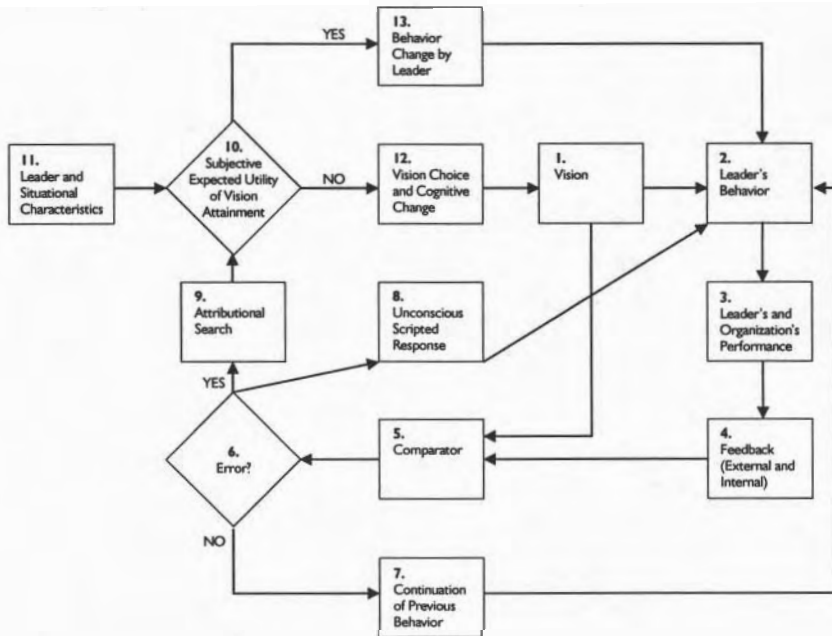 YES
13.
Behavior
Change by
Leader
11.
Leader and
Situational
Characteristics
10.
Subjective
Expected Utility
of Vision
Attainment
NO
12.
Vision Choice
and Cognitive
Change
1.
Vision
2.
Leader's
Behavior
9.
Attributional
Search
8.
Unconscious
Scripted
Response
3.
Leader's and
Organization's
Performance
YES
6.
Error?
5.
Comparator
4.
Feedback
(External and
Internal)
NO
7.
Continuation
of Previous
Behavior